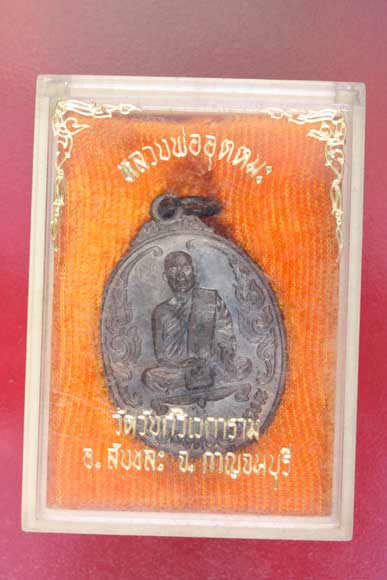 หลวงพ่ออุตตมะ
วัดวังก์วิเวการาม
อ. สังขละ จ. กาญจนบุรี